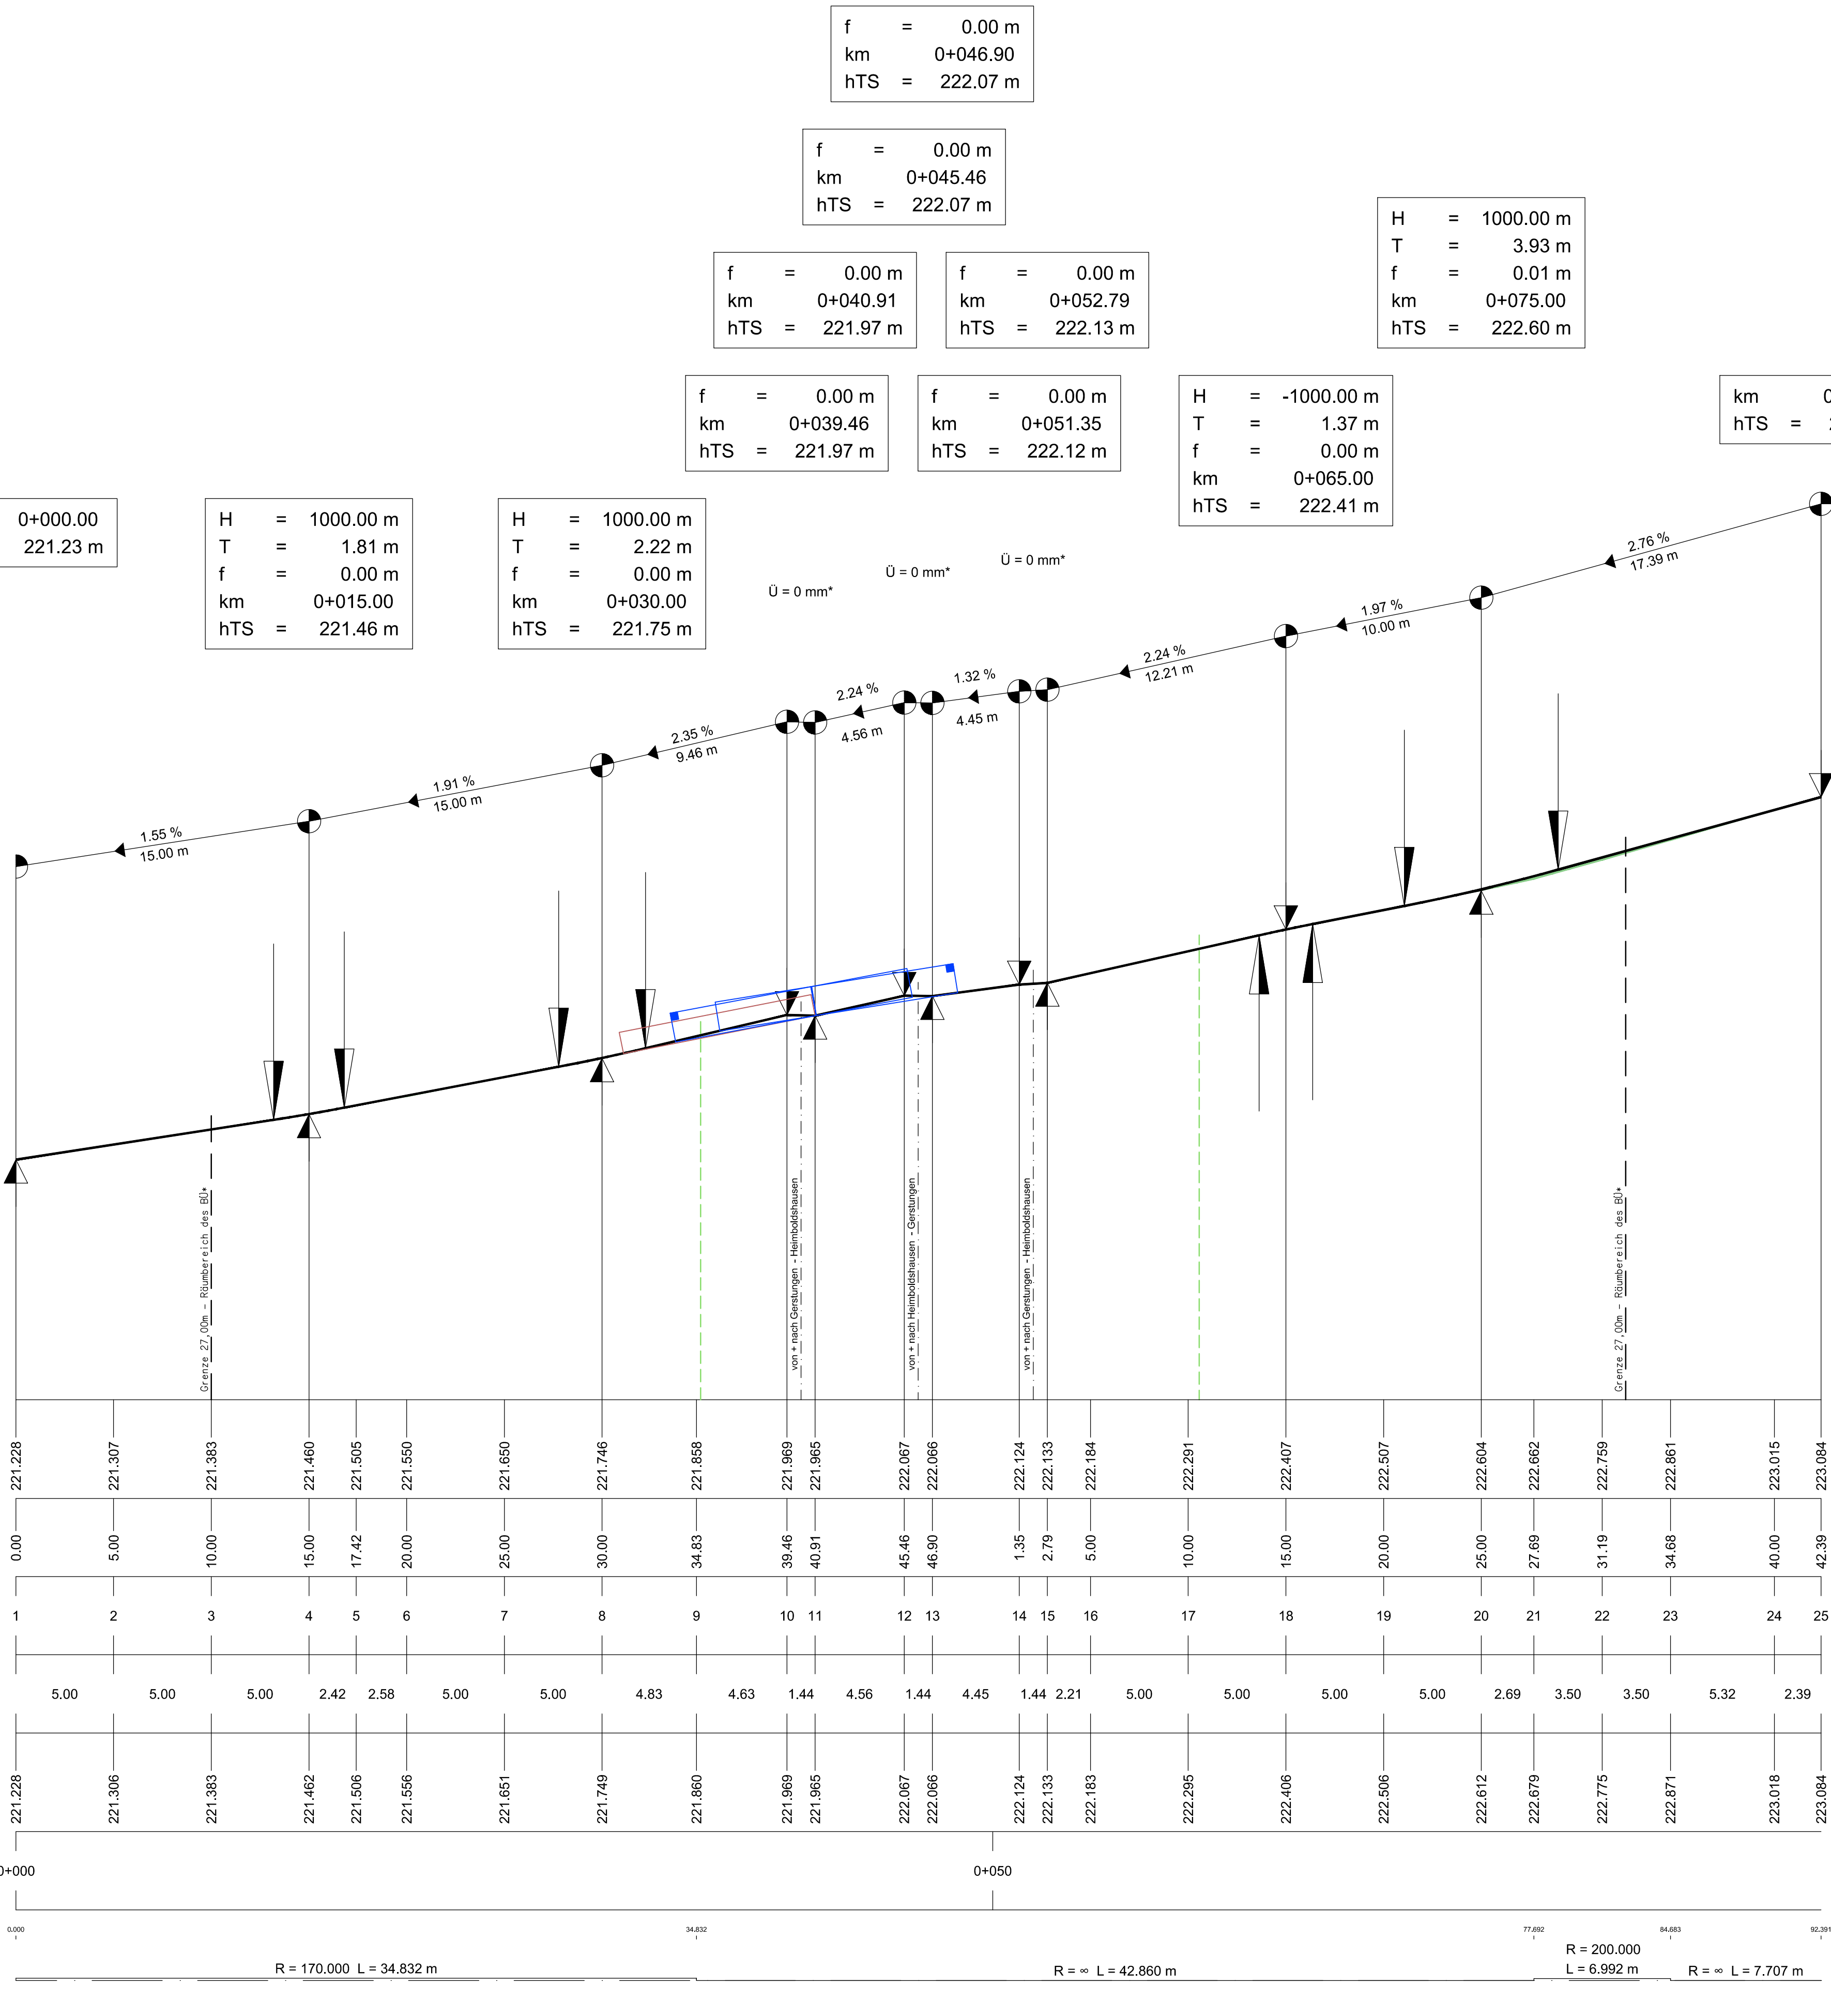 f = 0.00 m
km 0+046.90
hTS = 222.07 m
f = 0.00 m
km 0+045.46
hTS = 222.07 m
H = 1000.00 m
T = 3.93 m
f = 0.01 m
km 0+075.00
hTS = 222.60 m
f = 0.00 m
km 0+040.91
hTS = 221.97 m
f = 0.00 m
km 0+052.79
hTS = 222.13 m
f = 0.00 m
km 0+039.46
hTS = 221.97 m
f = 0.00 m
km 0+051.35
hTS = 222.12 m
H = -1000.00 m
T = 1.37 m
f = 0.00 m
km 0+065.00
hTS = 222.41 m
km 0
hTS =
0+000.00
221.23 m
H = 1000.00 m
T = 1.81 m
f = 0.00 m
km 0+015.00
hTS = 221.46 m
H = 1000.00 m
T = 2.22 m
f = 0.00 m
km 0+030.00
hTS = 221.75 m
Ü = 0 mm*
Ü = 0 mm*
Ü = 0 mm*
1.55 %
15.00 m
1.91 %
15.00 m
2.35 %
9.46 m
2.24 %
4.56 m
1.32 %
4.45 m
2.24 %
12.21 m
1.97 %
10.00 m
2.76 %
17.39 m
Grenze 27,00m – Räumbereich des BÜ*
von + nach Gerstungen - Heimboldshausen
von + nach Heimboldshausen - Gerstungen
von + nach Gerstungen - Heimboldshausen
Grenze 27,00m – Räumbereich des BÜ*
221.228 221.307 221.383 221.460 221.505 221.550 221.650 221.746 221.858 221.969 221.965 222.067 222.066 222.124 222.133 222.184 222.291 222.407 222.507 222.604 222.662 222.759 222.861 223.015 223.084
0.00 5.00 10.00 15.00 17.42 20.00 25.00 30.00 34.83 39.46 40.91 45.46 46.90 1.35 2.79 5.00 10.00 15.00 20.00 25.00 27.69 31.19 34.68 40.00 42.39
1 2 3 4 5 6 7 8 9 10 11 12 13 14 15 16 17 18 19 20 21 22 23 24 25
5.00 5.00 5.00 2.42 2.58 5.00 5.00 4.83 4.63 1.44 4.56 1.44 4.45 1.44 2.21 5.00 5.00 5.00 5.00 2.69 3.50 3.50 5.32 2.39
221.228 221.306 221.383 221.462 221.506 221.556 221.651 221.749 221.860 221.969 221.965 222.067 222.066 222.124 222.133 222.183 222.295 222.406 222.506 222.612 222.679 222.775 222.871 223.018 223.084
0+000 0+050
0.000 34.832 77.692 84.683 92.391
R = 170.000 L = 34.832 m
R = ∞ L = 42.860 m
R = 200.000
L = 6.992 m
R = ∞ L = 7.707 m